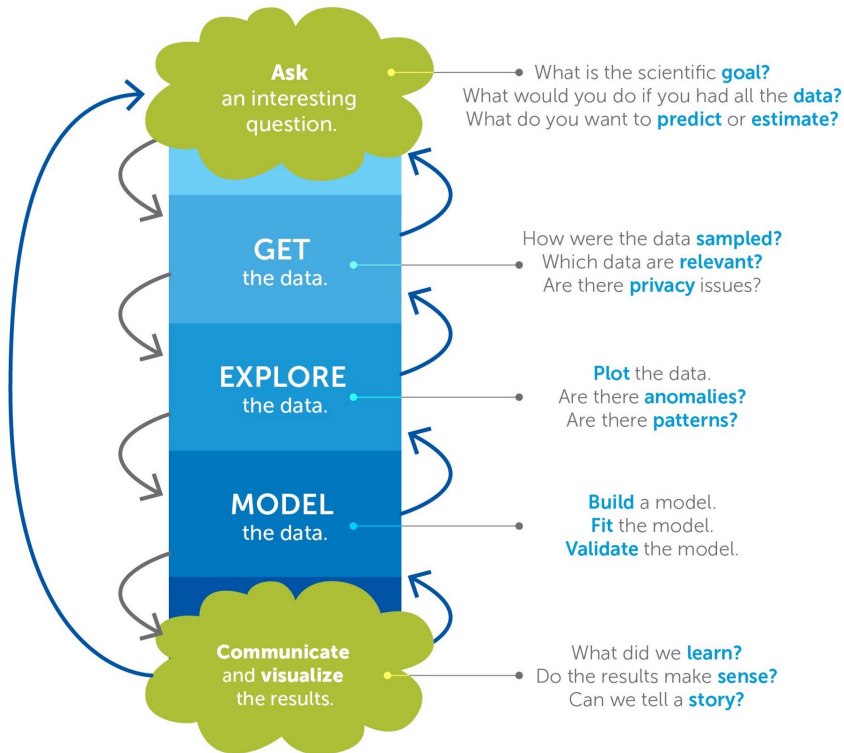 Ask
an interesting
question.
What is the scientific goal?
What would you do if you had all the data?
What do you want to predict or estimate?
GET
the data.
How were the data sampled?
Which data are relevant?
Are there privacy issues?
EXPLORE
the data.
Plot the data.
Are there anomalies?
Are there patterns?
MODEL
the data.
Build a model.
Fit the model.
Validate the model.
Communicate
and visualize
the results.
What did we learn?
Do the results make sense?
Can we tell a story?